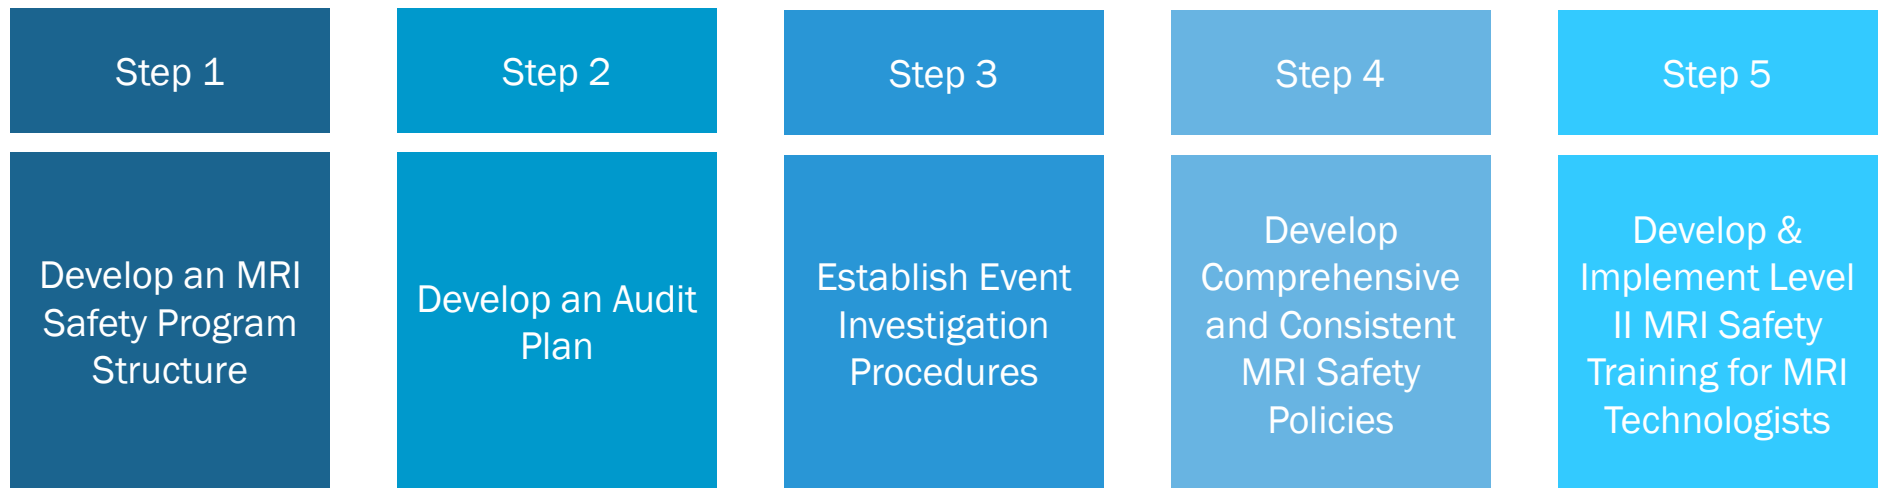 Step 1
Step 2
Step 3
Step 4
Step 5
Develop an MRI
Safety Program
Structure
Develop an Audit
Plan
Establish Event
Investigation
Procedures
Develop
Comprehensive
and Consistent
MRI Safety
Policies
Develop &
Implement Level
II MRI Safety
Training for MRI
Technologists